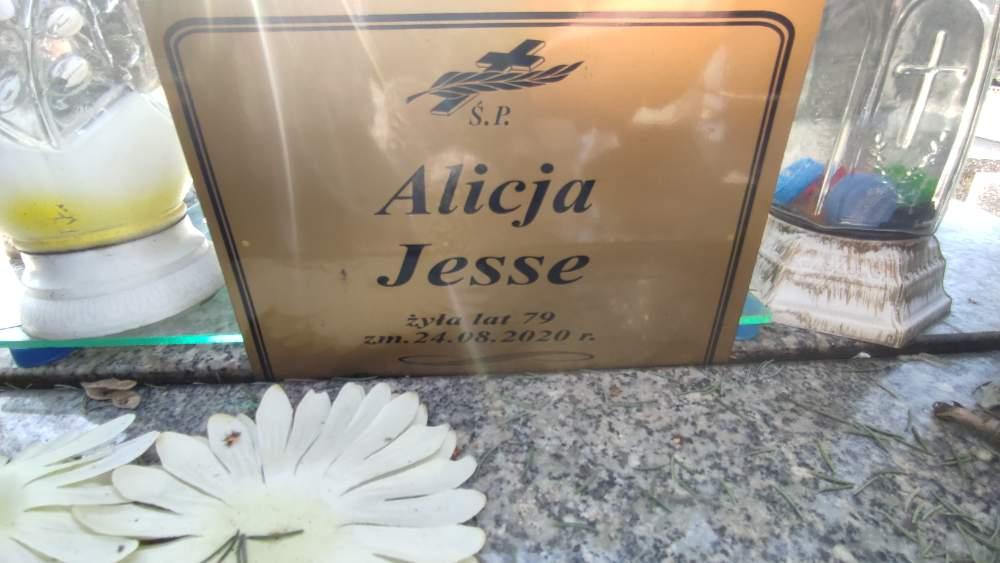 Ś.P.
Alicja
Jesse
żyła lat 79
zm. 24.08.2020 r.